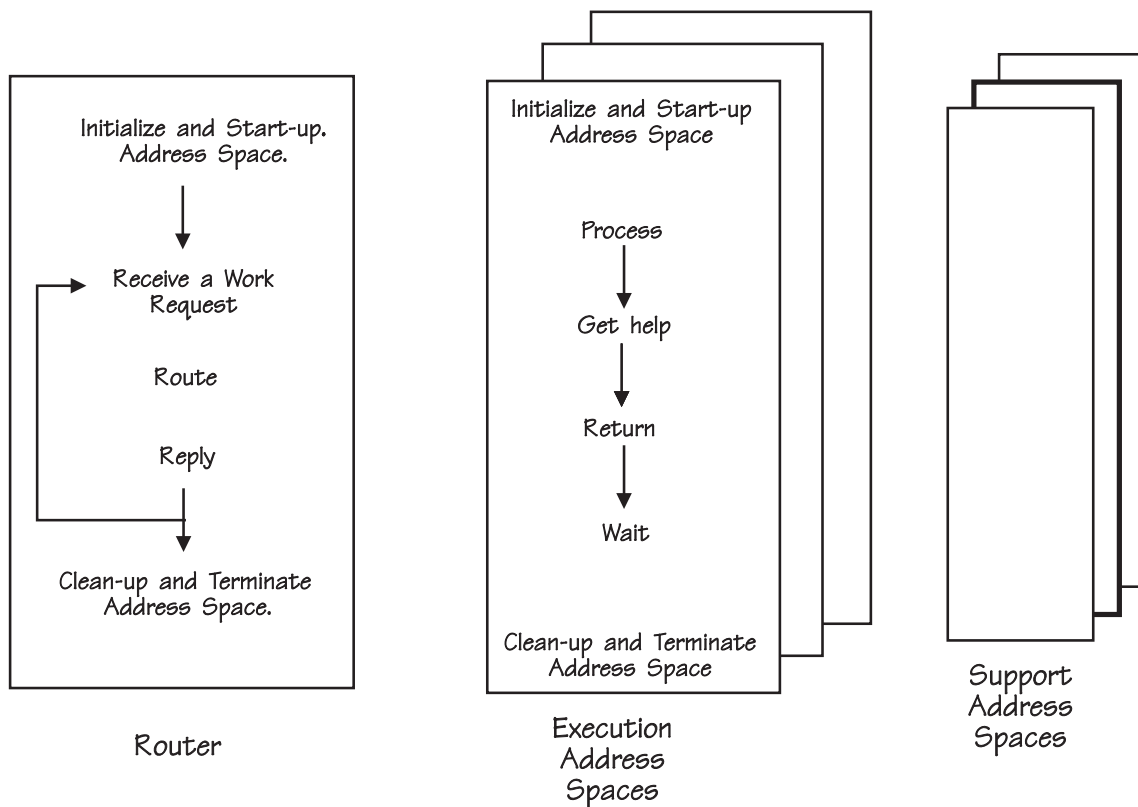 Initialize and Start-up.
Address Space.
Receive a Work
Request
Route
Reply
Clean-up and Terminate
Address Space.
Router
Initialize and Start-up
Address Space
Process
Get help
Return
Wait
Clean-up and Terminate
Address Space
Execution
Address
Spaces
Support
Address
Spaces